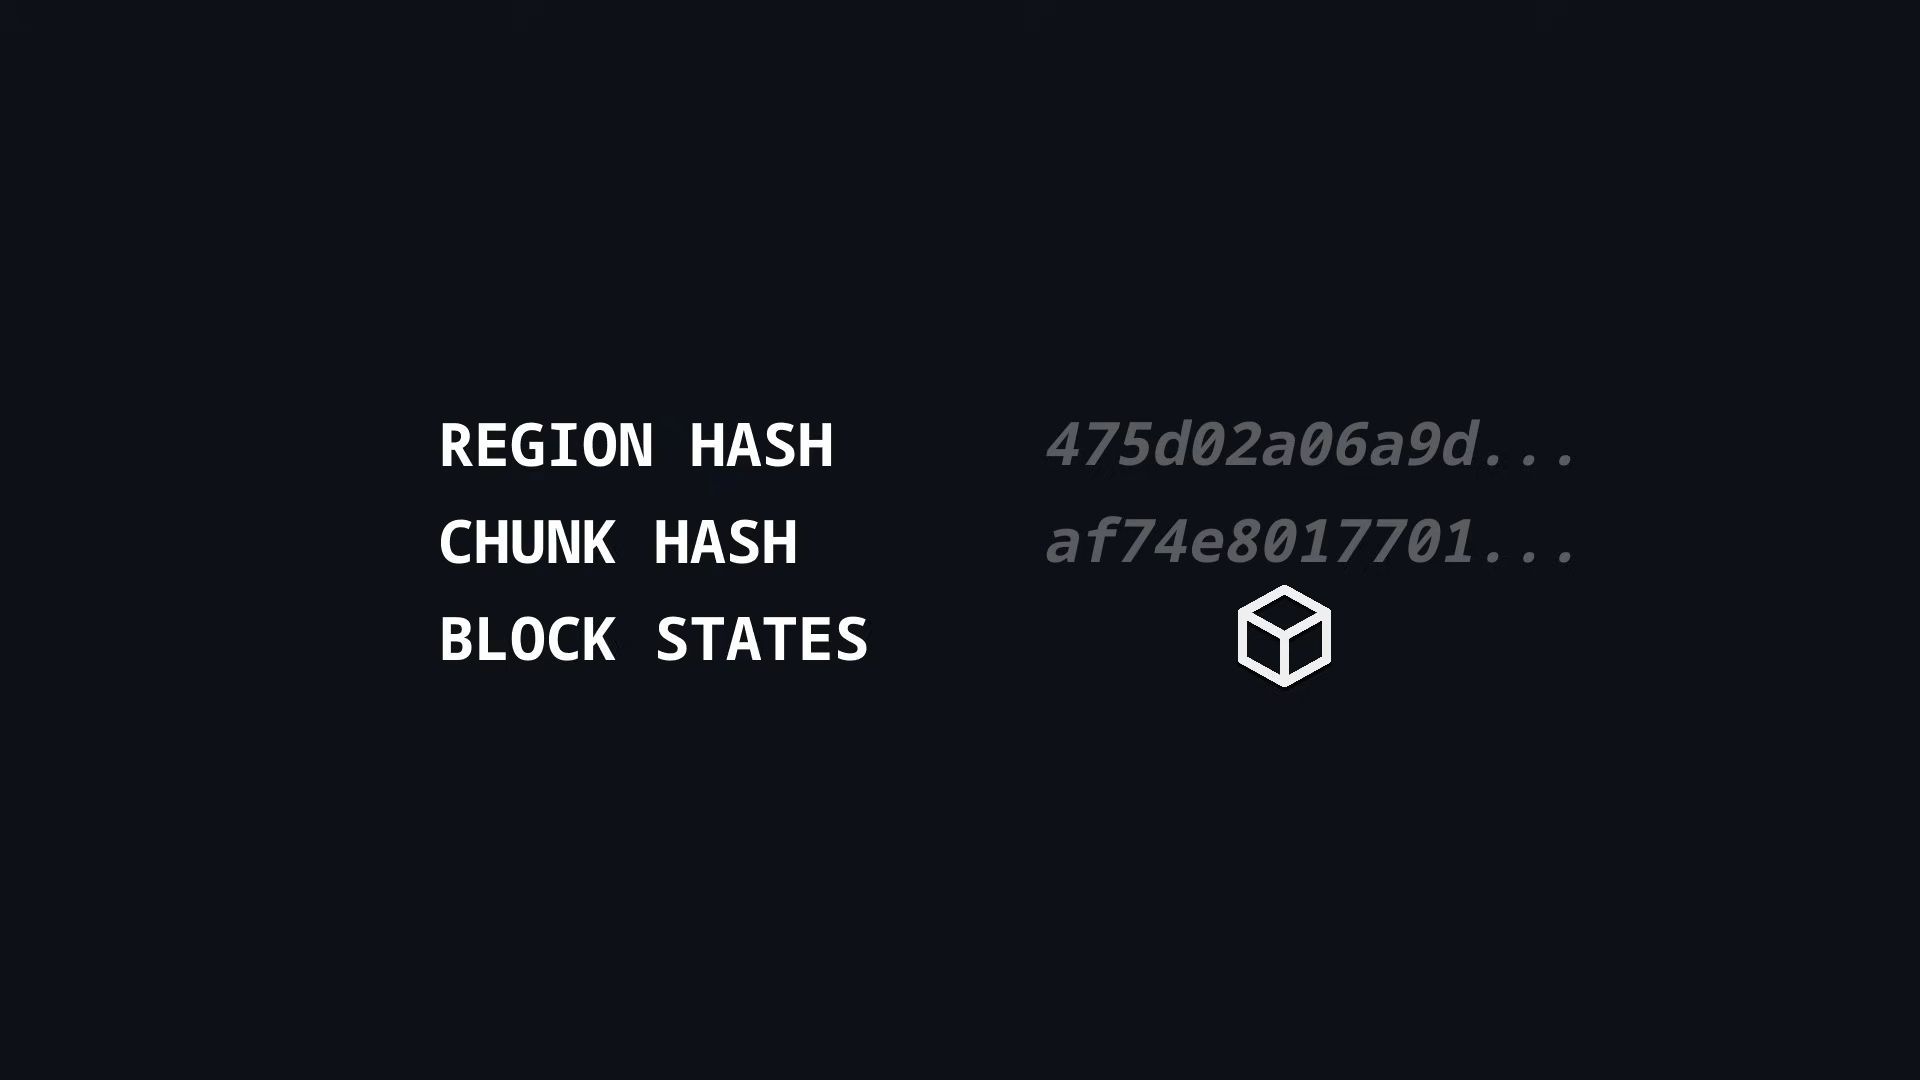 REGION HASH 475d02a06a9d...
CHUNK HASH af74e8017701...
BLOCK STATES